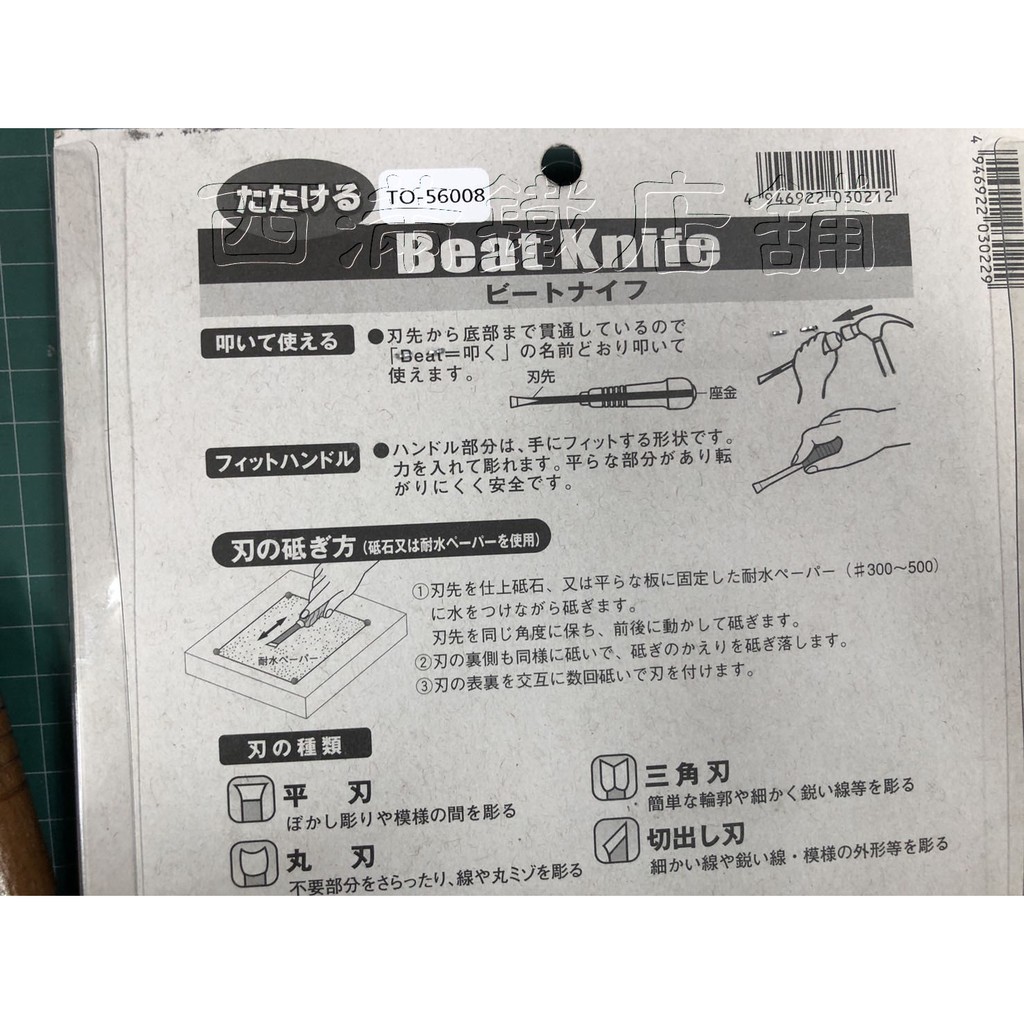 たたける
TO-56008
4 946922 030212
4 946922 030229
西 鐵店舖
Beat Knife
ビートナイフ
叩いて使える
●刃先から底部まで貫通しているので
「Beat=叩く」の名前どおり叩いて
使えます。
刃先
座金
フィットハンドル
●ハンドル部分は、手にフィットする形状です。
力を入れて彫れます。平らな部分があり転
がりにくく安全です。
刃の砥ぎ方(砥石又は耐水ペーパーを使用)
①刃先を仕上砥石、又は平らな板に固定した耐水ペーパー(♯300〜500)
に水をつけながら砥ぎます。
刃先を同じ角度に保ち、前後に動かして砥ぎます。
②刃の裏側も同様に砥いで、砥ぎのかえりを砥ぎ落します。
③刃の表裏を交互に数回砥いで刃を付けます。
耐水ペーパー
刃の種類
平 刃
ぼかし彫りや模様の間を彫る
丸 刃
不要部分をさらったり、線や丸ミゾを彫る
三角刃
簡単な輪郭や細かく鋭い線等を彫る
切出し刃
細かい線や鋭い線・模様の外形等を彫る